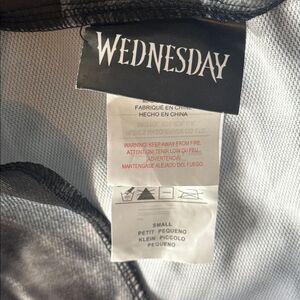 WEDNESDAY
FABRIQUÉ EN CHINE
HECHO EN CHINA
WARNING! KEEP AWAY FROM FIRE.
ATTENTION! TENIR LOIN DU FEU.
ADVERTENCIA!
MANTENGASE ALEJADO DEL FUEGO.
SMALL
PETIT PEQUENO
KLEIN PICCOLO
PEQUENO